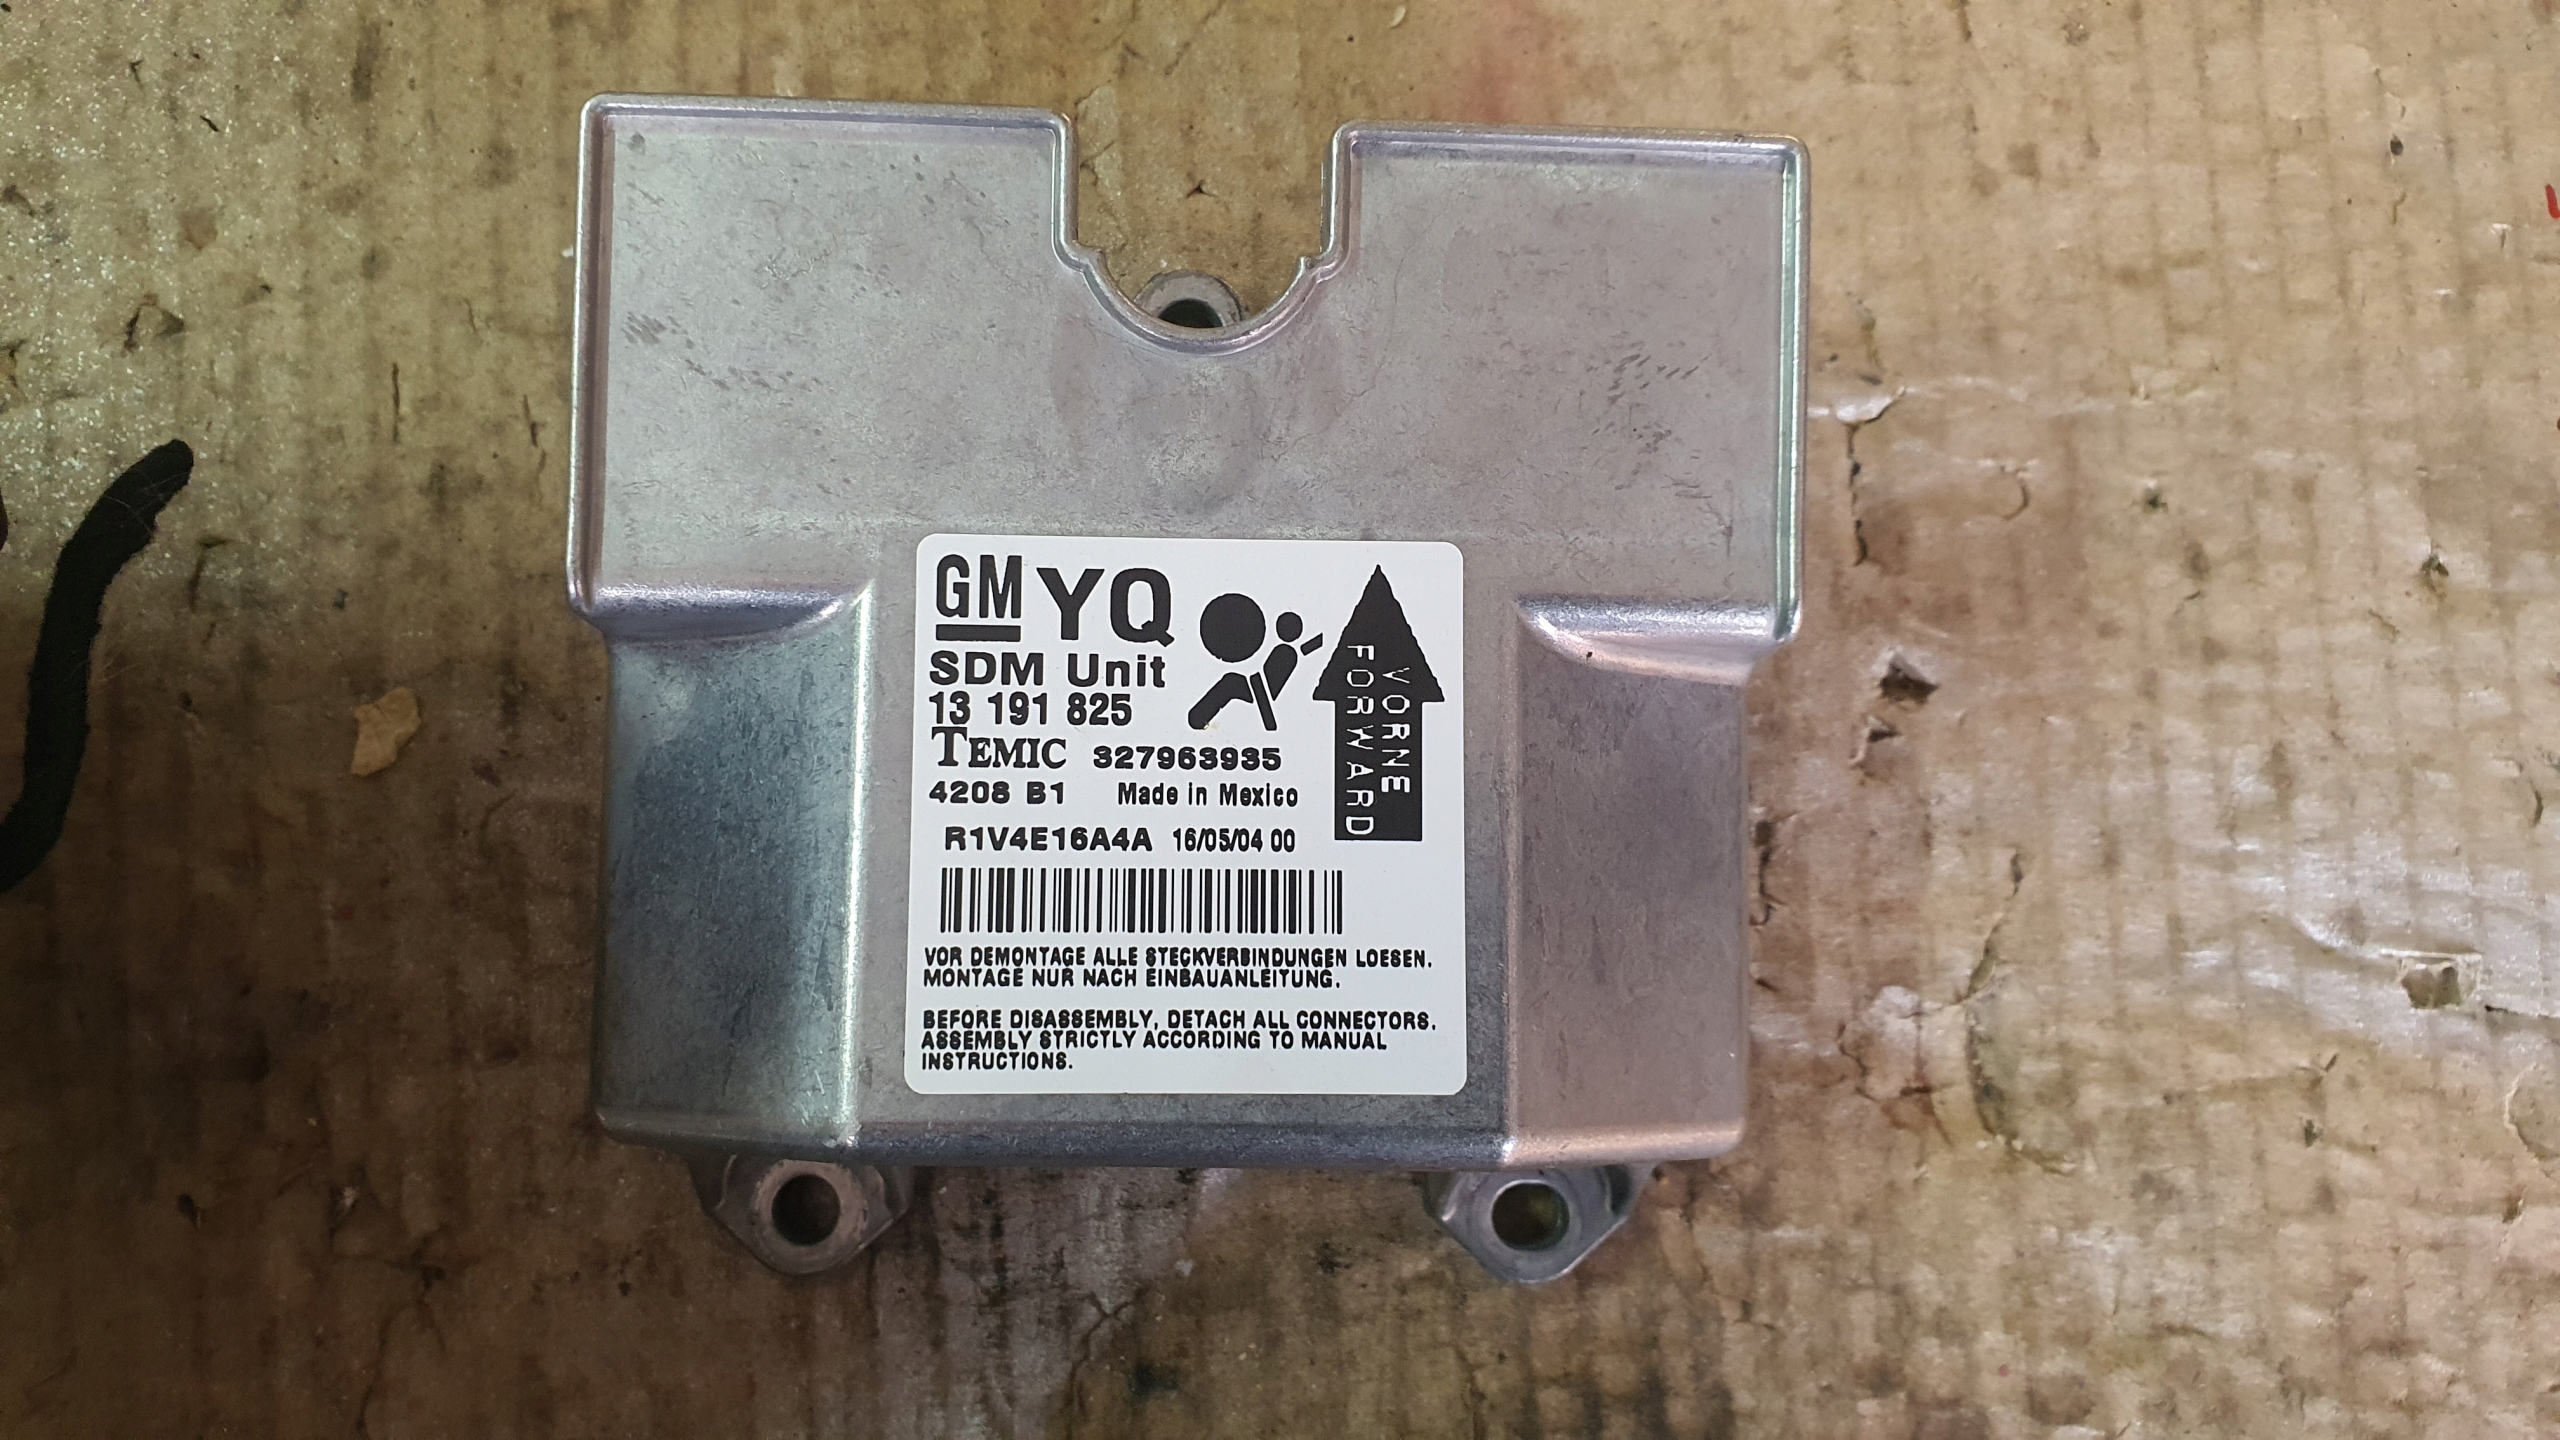 GM YQ
SDM Unit
13 191 825
TEMIC 327963935
4208 B1 Made in Mexico
R1V4E16A4A 16/05/04 00
VORNE
FORWARD
VOR DEMONTAGE ALLE STECKVERBINDUNGEN LOESEN.
MONTAGE NUR NACH EINBAUANLEITUNG.
BEFORE DISASSEMBLY, DETACH ALL CONNECTORS.
ASSEMBLY STRICTLY ACCORDING TO MANUAL
INSTRUCTIONS.